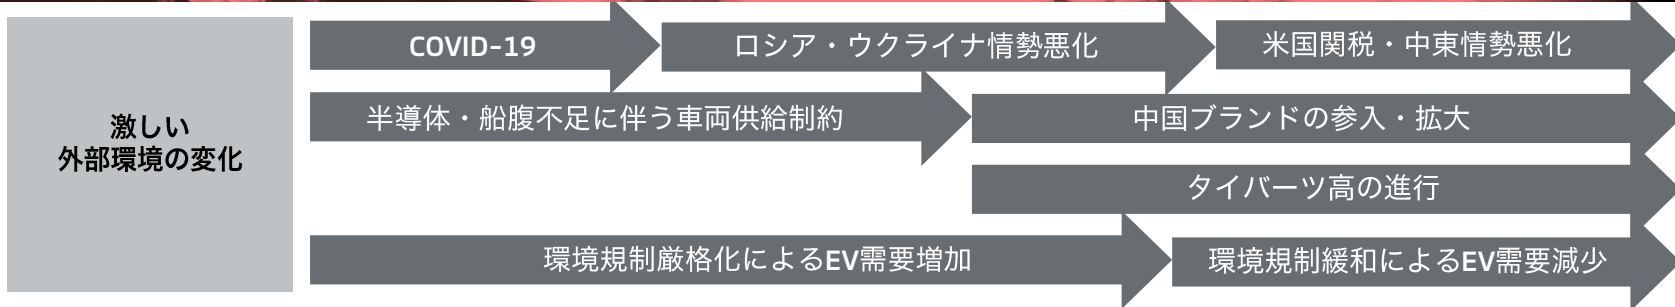 激しい
外部環境の変化
COVID-19
ロシア・ウクライナ情勢悪化
米国関税・中東情勢悪化
半導体・船腹不足に伴う車両供給制約
中国ブランドの参入・拡大
タイバーツ高の進行
環境規制厳格化によるEV需要増加
環境規制緩和によるEV需要減少